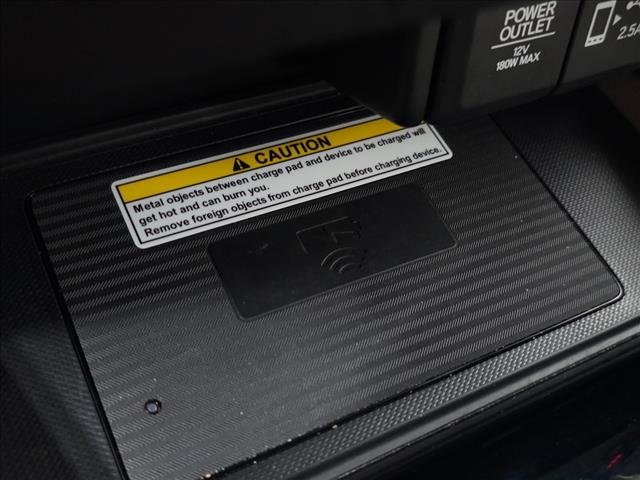 POWER
OUTLET
12V
180W MAX
2.5A
CAUTION
Metal objects between charge pad and device to be charged will
get hot and can burn you.
Remove foreign objects from charge pad before charging device.